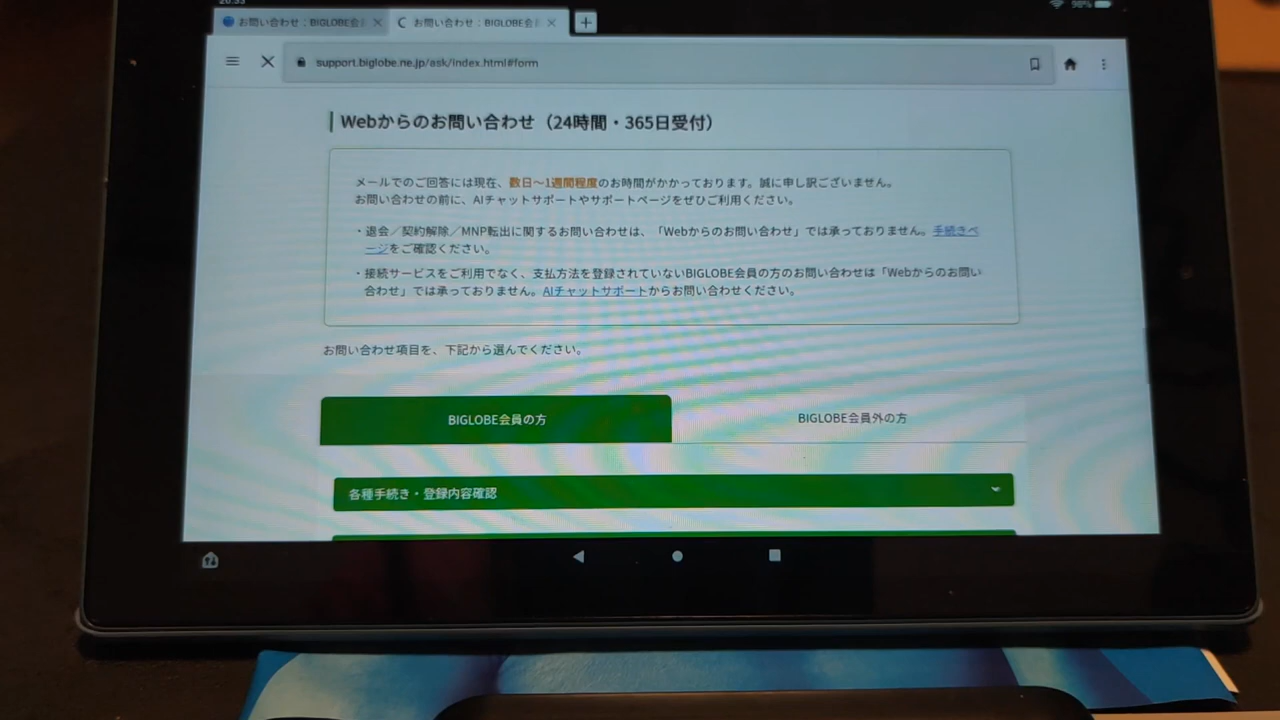 20:53
お問い合わせ：BIGLOBE会
お問い合わせ：BIGLOBE会
support.biglobe.ne.jp/ask/index.html#form
98%
Webからのお問い合わせ（24時間・365日受付）
メールでのご回答には現在、数日～1週間程度のお時間がかかっております。誠に申し訳ございません。
お問い合わせの前に、AIチャットサポートやサポートページをぜひご利用ください。
・退会／契約解除／MNP転出に関するお問い合わせは、「Webからのお問い合わせ」では承っておりません。手続きペ
ージをご確認ください。
・接続サービスをご利用でなく、支払方法を登録されていないBIGLOBE会員の方のお問い合わせは「Webからのお問い
合わせ」では承っておりません。AIチャットサポートからお問い合わせください。
お問い合わせ項目を、下記から選んでください。
BIGLOBE会員の方
BIGLOBE会員外の方
各種手続き・登録内容確認